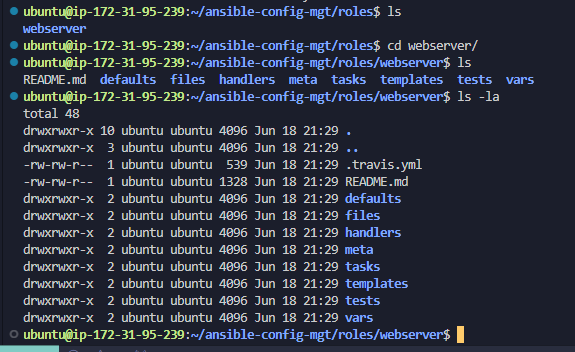 ubuntu@ip-172-31-95-239:~/ansible-config-mgt/roles$ ls
webserver
ubuntu@ip-172-31-95-239:~/ansible-config-mgt/roles$ cd webserver/
ubuntu@ip-172-31-95-239:~/ansible-config-mgt/roles/webserver$ ls
README.md defaults files handlers meta tasks templates tests vars
ubuntu@ip-172-31-95-239:~/ansible-config-mgt/roles/webserver$ ls -la
total 48
drwxrwxr-x 10 ubuntu ubuntu 4096 Jun 18 21:29 .
drwxrwxr-x 3 ubuntu ubuntu 4096 Jun 18 21:29 ..
-rw-rw-r-- 1 ubuntu ubuntu 539 Jun 18 21:29 .travis.yml
-rw-rw-r-- 1 ubuntu ubuntu 1328 Jun 18 21:29 README.md
drwxrwxr-x 2 ubuntu ubuntu 4096 Jun 18 21:29 defaults
drwxrwxr-x 2 ubuntu ubuntu 4096 Jun 18 21:29 files
drwxrwxr-x 2 ubuntu ubuntu 4096 Jun 18 21:29 handlers
drwxrwxr-x 2 ubuntu ubuntu 4096 Jun 18 21:29 meta
drwxrwxr-x 2 ubuntu ubuntu 4096 Jun 18 21:29 tasks
drwxrwxr-x 2 ubuntu ubuntu 4096 Jun 18 21:29 templates
drwxrwxr-x 2 ubuntu ubuntu 4096 Jun 18 21:29 tests
drwxrwxr-x 2 ubuntu ubuntu 4096 Jun 18 21:29 vars
ubuntu@ip-172-31-95-239:~/ansible-config-mgt/roles/webserver$